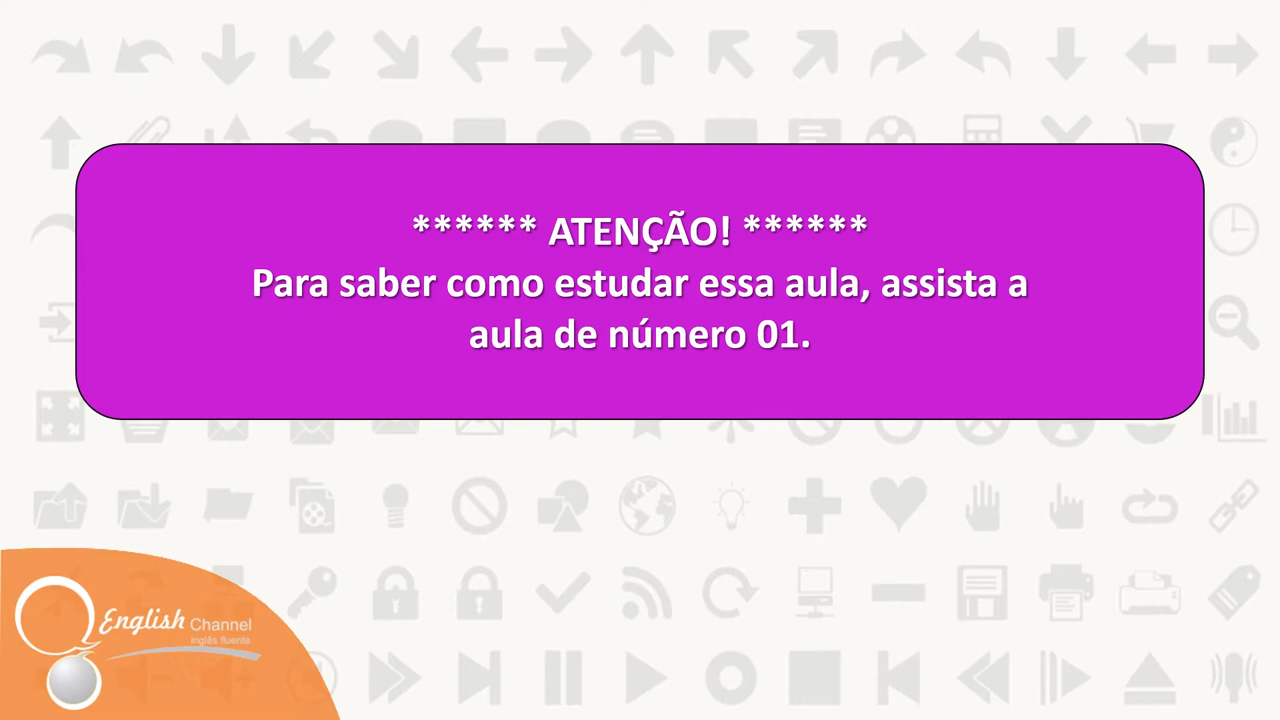 ****** ATENÇÃO! ******
Para saber como estudar essa aula, assista a
aula de número 01.
English Channel
inglês fluente